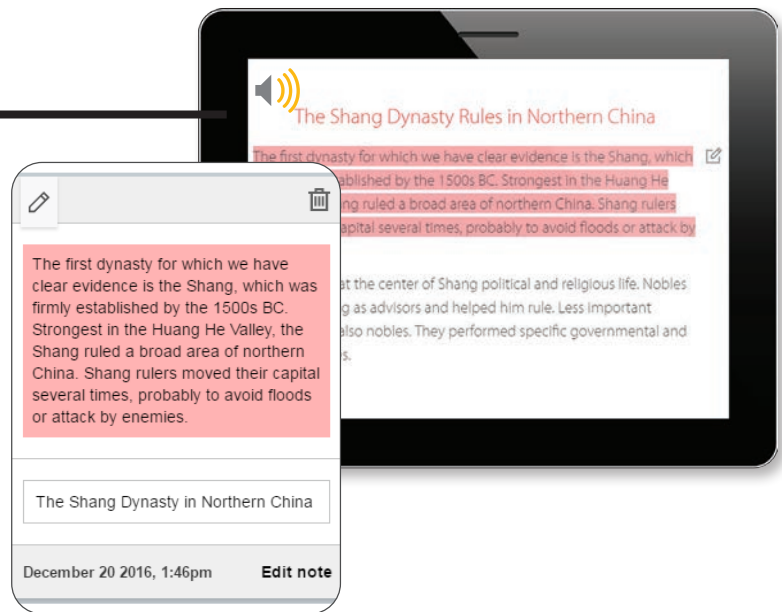 The Shang Dynasty Rules in Northern China
The first dynasty for which we have clear evidence is the Shang, which
ablished by the 1500s BC. Strongest in the Huang He
ng ruled a broad area of northern China. Shang rulers
apital several times, probably to avoid floods or attack by
at the center of Shang political and religious life. Nobles
g as advisors and helped him rule. Less important
also nobles. They performed specific governmental and
s.
The first dynasty for which we have
clear evidence is the Shang, which was
firmly established by the 1500s BC.
Strongest in the Huang He Valley, the
Shang ruled a broad area of northern
China. Shang rulers moved their capital
several times, probably to avoid floods
or attack by enemies.
The Shang Dynasty in Northern China
December 20 2016, 1:46pm Edit note